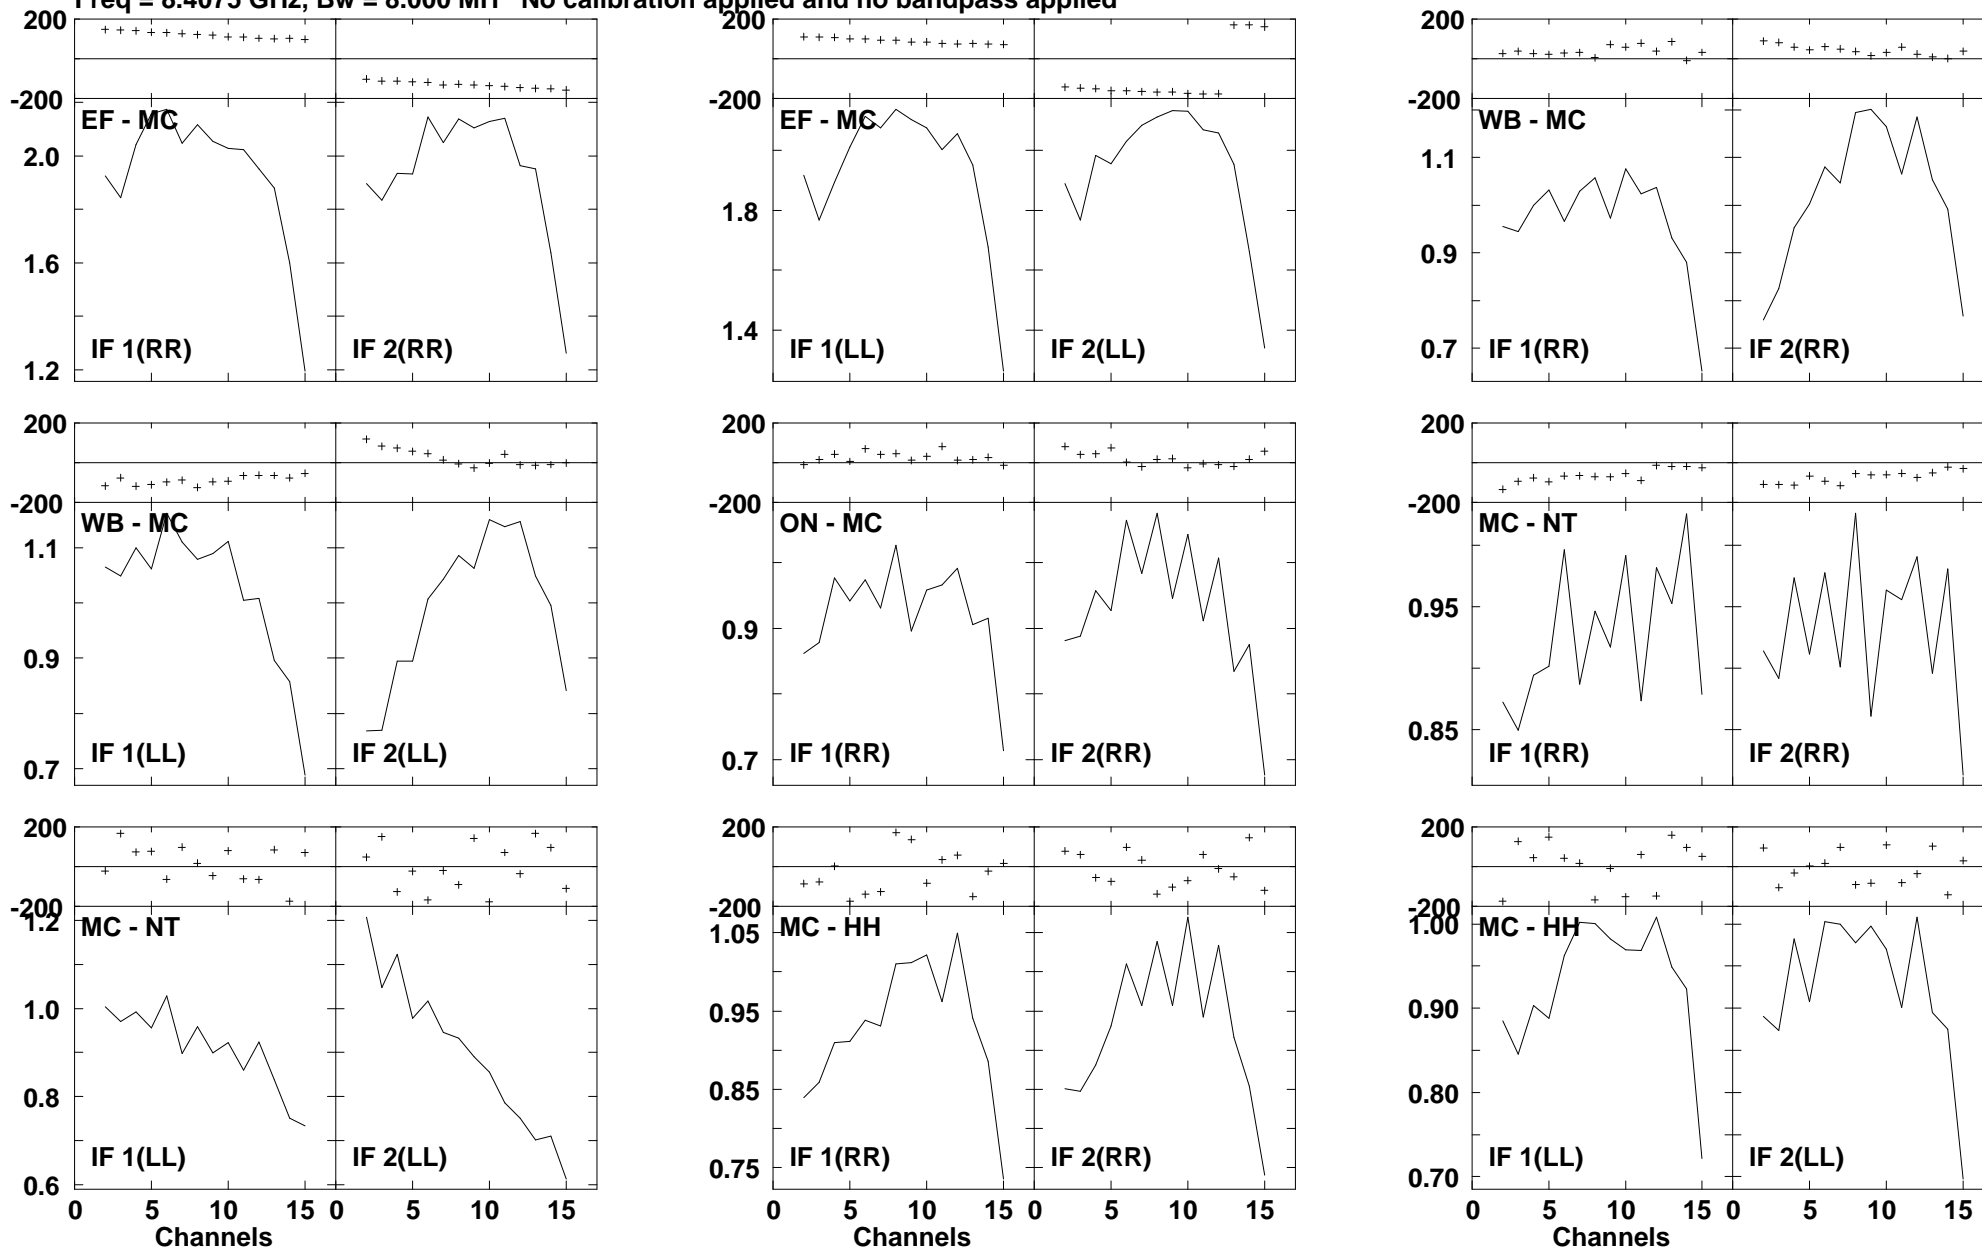 Freq = 8.4075 GHz, Bw = 8.000 MH No calibration applied and no bandpass applied
200 200 200
-200 -200 -200
EF - MC EF - MC WB - MC
2.0 1.8 1.1
1.6 1.4 0.9
1.2 0.7
IF 1(RR) IF 2(RR) IF 1(LL) IF 2(LL) IF 1(RR) IF 2(RR)
200 200 200
-200 -200 -200
WB - MC ON - MC MC - NT
1.1 0.9 0.95
0.9 0.7 0.85
0.7
IF 1(LL) IF 2(LL) IF 1(RR) IF 2(RR) IF 1(RR) IF 2(RR)
200 200 200
-200 -200 -200
1.2 1.05 1.00
MC - NT MC - HH MC - HH
1.0 0.95 0.90
0.8 0.85 0.80
0.6 0.75 0.70
IF 1(LL) IF 2(LL) IF 1(RR) IF 2(RR) IF 1(LL) IF 2(LL)
0 5 10 15 0 5 10 15 0 5 10 15 0 5 10 15 0 5 10 15 0 5 10 15
Channels Channels Channels